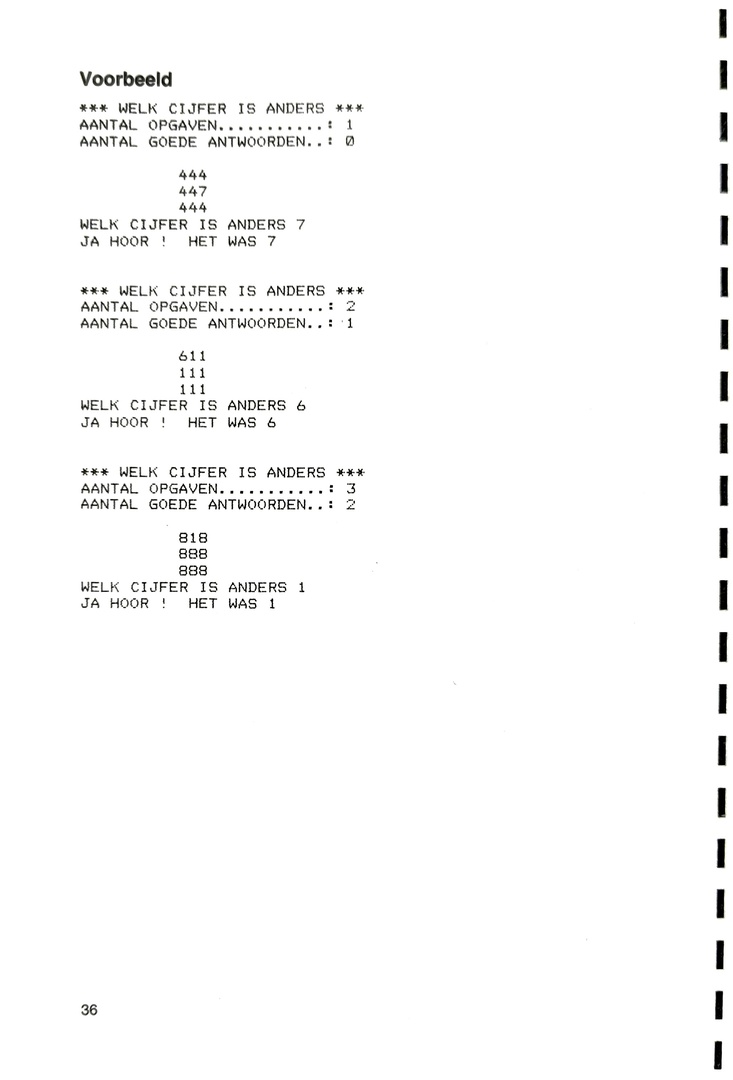 Voorbeeld
*** WELK CIJFER IS ANDERS ***
AANTAL OPGAVEN...........: 1
AANTAL GOEDE ANTWOORDEN..: 0
444
447
444
WELK CIJFER IS ANDERS 7
JA HOOR ! HET WAS 7
*** WELK CIJFER IS ANDERS ***
AANTAL OPGAVEN...........: 2
AANTAL GOEDE ANTWOORDEN..: 1
611
111
111
WELK CIJFER IS ANDERS 6
JA HOOR ! HET WAS 6
*** WELK CIJFER IS ANDERS ***
AANTAL OPGAVEN...........: 3
AANTAL GOEDE ANTWOORDEN..: 2
818
888
888
WELK CIJFER IS ANDERS 1
JA HOOR ! HET WAS 1
36